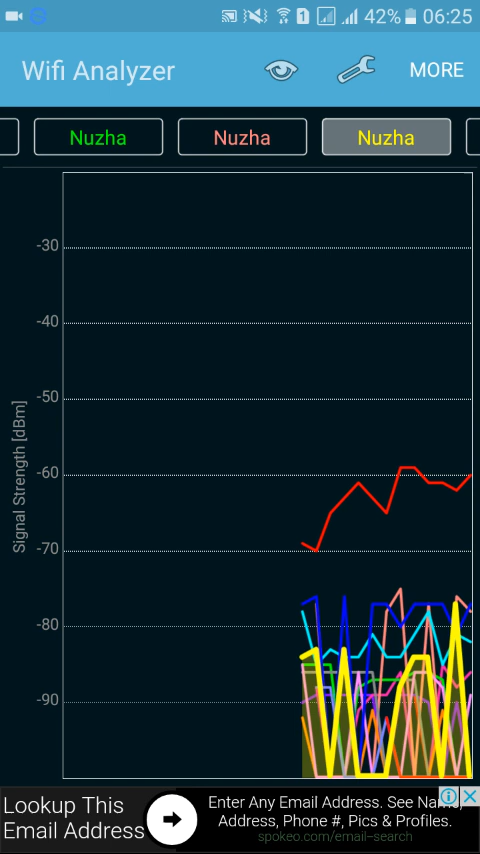 1 42% 06:25
Wifi Analyzer
MORE
Nuzha Nuzha Nuzha
-30
-40
-50
-60
-70
-80
-90
Signal Strength [dBm]
Lookup This
Email Address
Enter Any Email Address. See Name,
Address, Phone #, Pics & Profiles.
spokeo.com/email-search